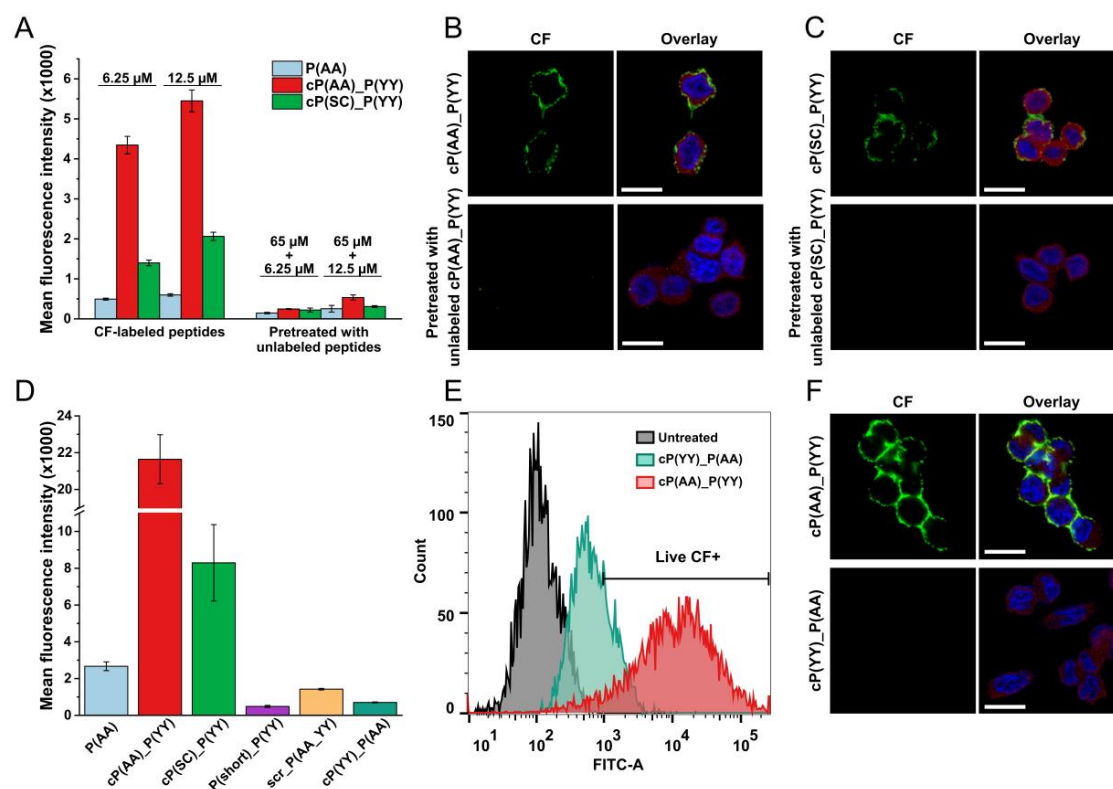 A
Mean fluorescence intensity (x1000)
6
5
4
3
2
1
0
6.25 µM
12.5 µM
P(AA)
cP(AA)_P(YY)
cP(SC)_P(YY)
65 µM
+
6.25 µM
65 µM
+
12.5 µM
CF-labeled peptides
Pretreated with
unlabeled peptides
B
CF
Overlay
cP(AA)_P(YY)
Pretreated with
unlabeled cP(AA)_P(YY)
C
CF
Overlay
cP(SC)_P(YY)
Pretreated with
unlabeled cP(SC)_P(YY)
D
Mean fluorescence intensity (x1000)
24
22
20
8
6
4
2
0
P(AA)
cP(AA)_P(YY)
cP(SC)_P(YY)
P(short)_P(YY)
scr_P(AA_YY)
cP(YY)_P(AA)
E
Count
150
100
50
0
Untreated
cP(YY)_P(AA)
cP(AA)_P(YY)
Live CF+
10¹
10²
10³
10⁴
10⁵
FITC-A
F
CF
Overlay
cP(AA)_P(YY)
cP(YY)_P(AA)